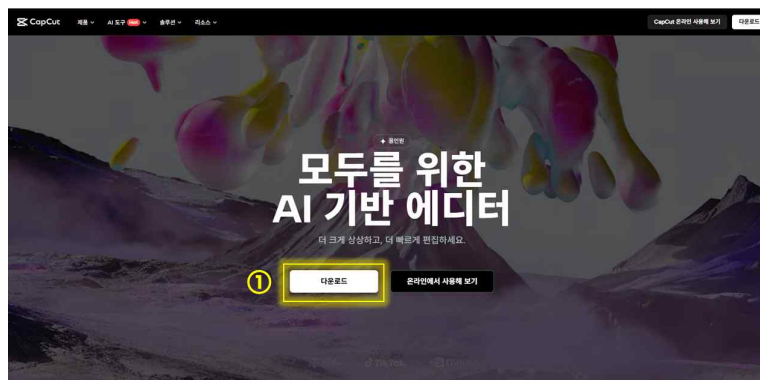 CapCut 제품 AI 도구 Hot 솔루션 리소스 CapCut 온라인 사용해 보기 다운로드
올인원
모두를 위한
AI 기반 에디터
더 크게 상상하고, 더 빠르게 편집하세요.
① 다운로드 온라인에서 사용해 보기
TikTok